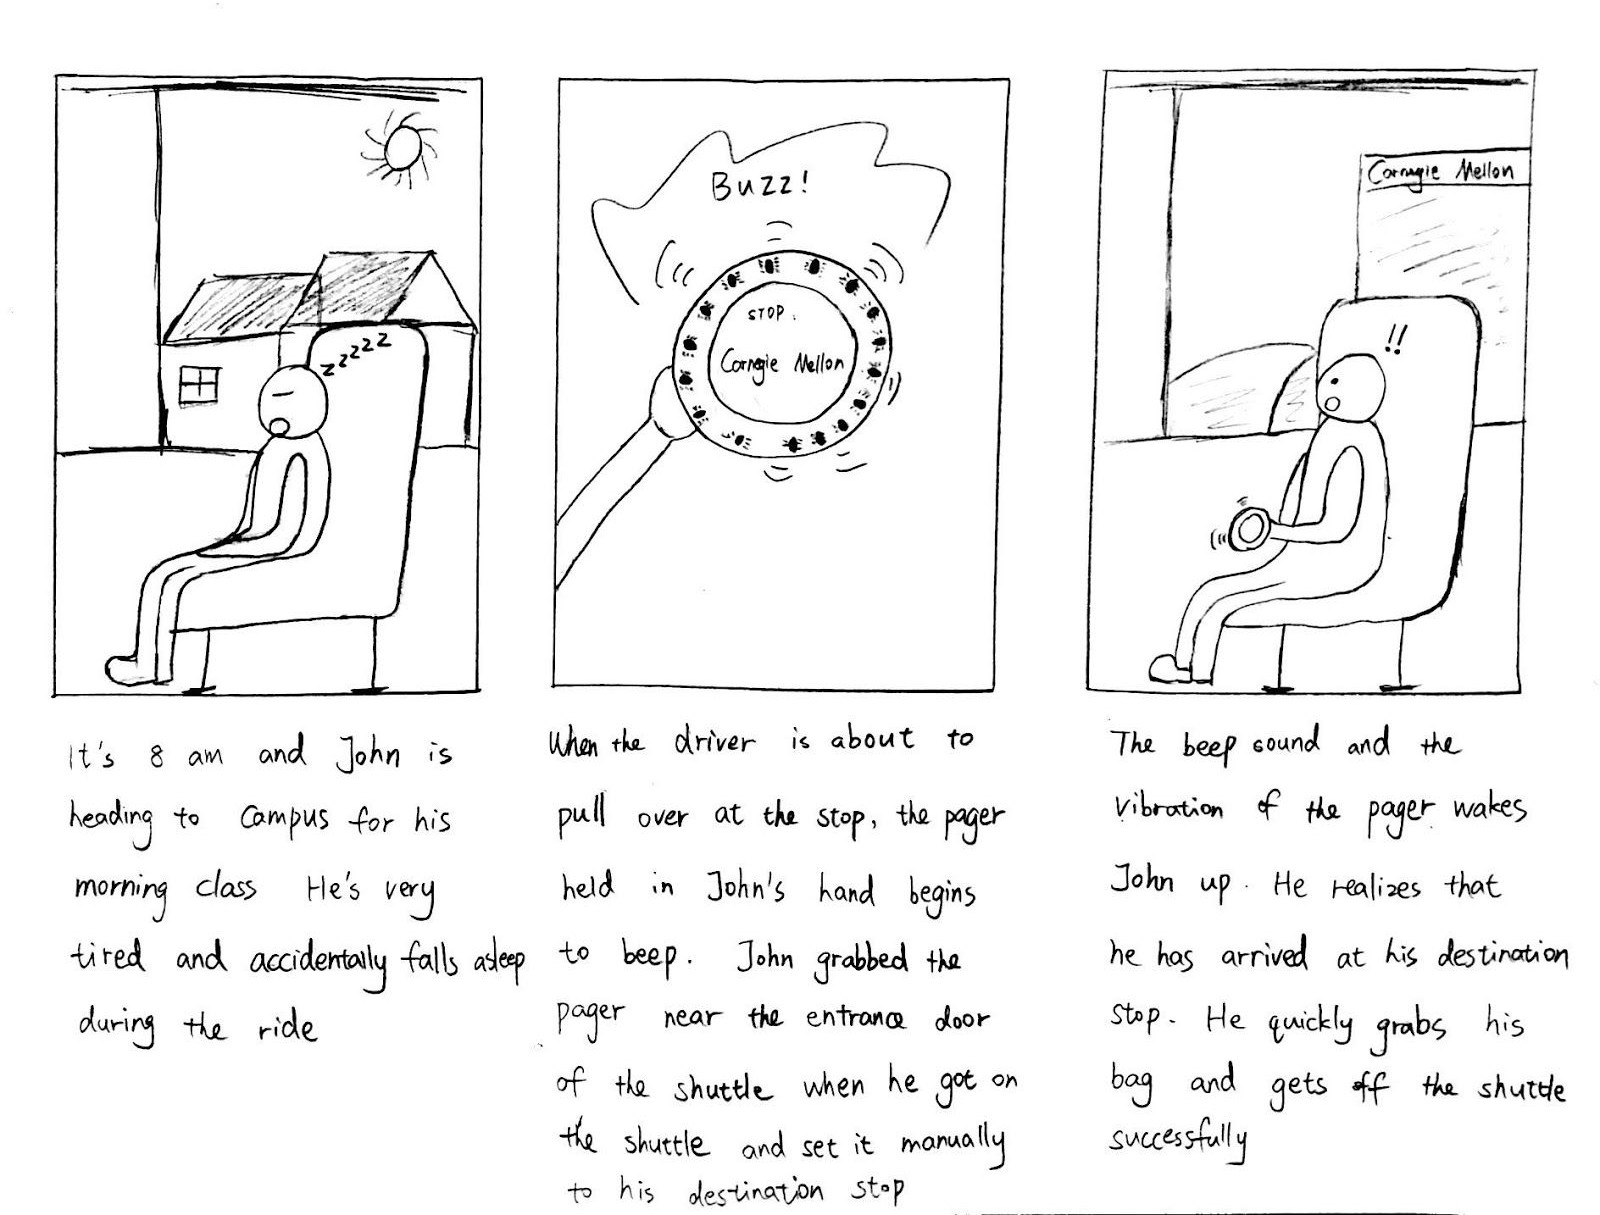 zzzzz
Buzz!
STOP.
Carnegie Mellon
Carnegie Mellon
!!
It's 8 am and John is
heading to campus for his
morning class He's very
tired and accidentally falls asleep
during the ride
When the driver is about to
pull over at the stop, the pager
held in John's hand begins
to beep. John grabbed the
pager near the entrance door
of the shuttle when he got on
the shuttle and set it manually
to his destination stop
The beep sound and the
vibration of the pager wakes
John up. He realizes that
he has arrived at his destination
stop. He quickly grabs his
bag and gets off the shuttle
successfully